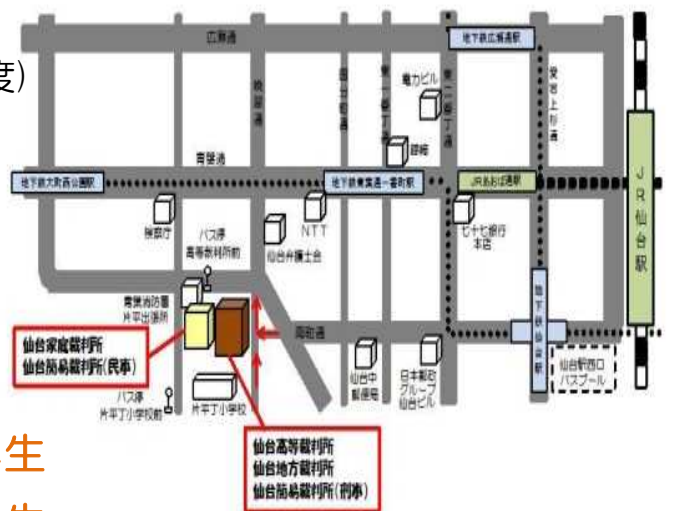 度)
広瀬通
地下鉄広瀬通駅
晩翠通
国分町通
東一番丁通
東二番丁通
電力ビル
愛宮上杉通
青葉通
地下鉄大町西公園駅
地下鉄青葉通一番町駅
JRあおば通駅
JR仙台駅
検察庁
バス停
高等裁判所前
仙台弁護士会
NTT
七十七銀行
本店
青葉消防署
片平出張所
南町通
地下鉄仙台駅
仙台駅西口
バスプール
仙台中
郵便局
日本郵政
グループ
仙台ビル
仙台家庭裁判所
仙台簡易裁判所(民事)
バス停
片平丁小学校前
片平丁小学校
仙台高等裁判所
仙台地方裁判所
仙台簡易裁判所(刑事)
生